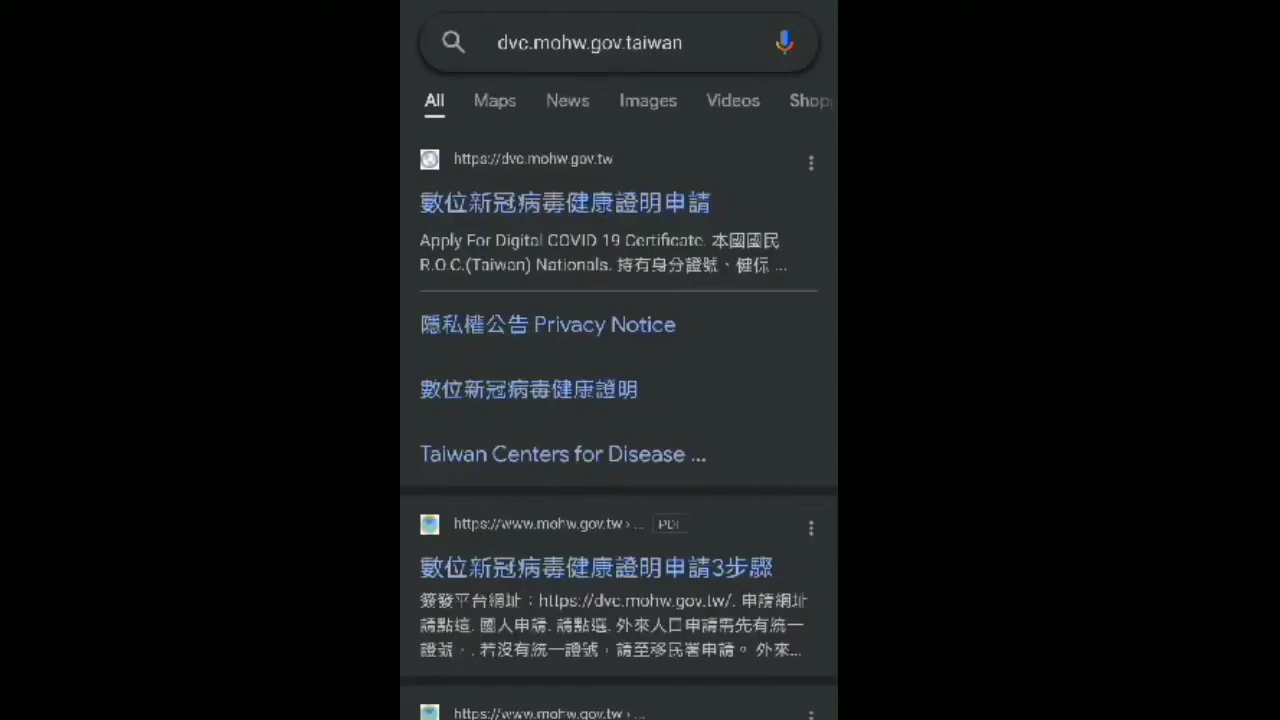 dvc.mohw.gov.taiwan
All Maps News Images Videos Shop
https://dvc.mohw.gov.tw
數位新冠病毒健康證明申請
Apply For Digital COVID 19 Certificate. 本國國民
R.O.C.(Taiwan) Nationals. 持有身分證號、健保 ...
隱私權公告 Privacy Notice
數位新冠病毒健康證明
Taiwan Centers for Disease ...
https://www.mohw.gov.tw › ... PDF
數位新冠病毒健康證明申請3步驟
簽發平台網址：https://dvc.mohw.gov.tw/. 申請網址
請點這. 國人申請. 請點選. 外來人口申請需先有統一
證號，. 若沒有統一證號，請至移民署申請。 外來...
https://www.mohw.gov.tw › ...